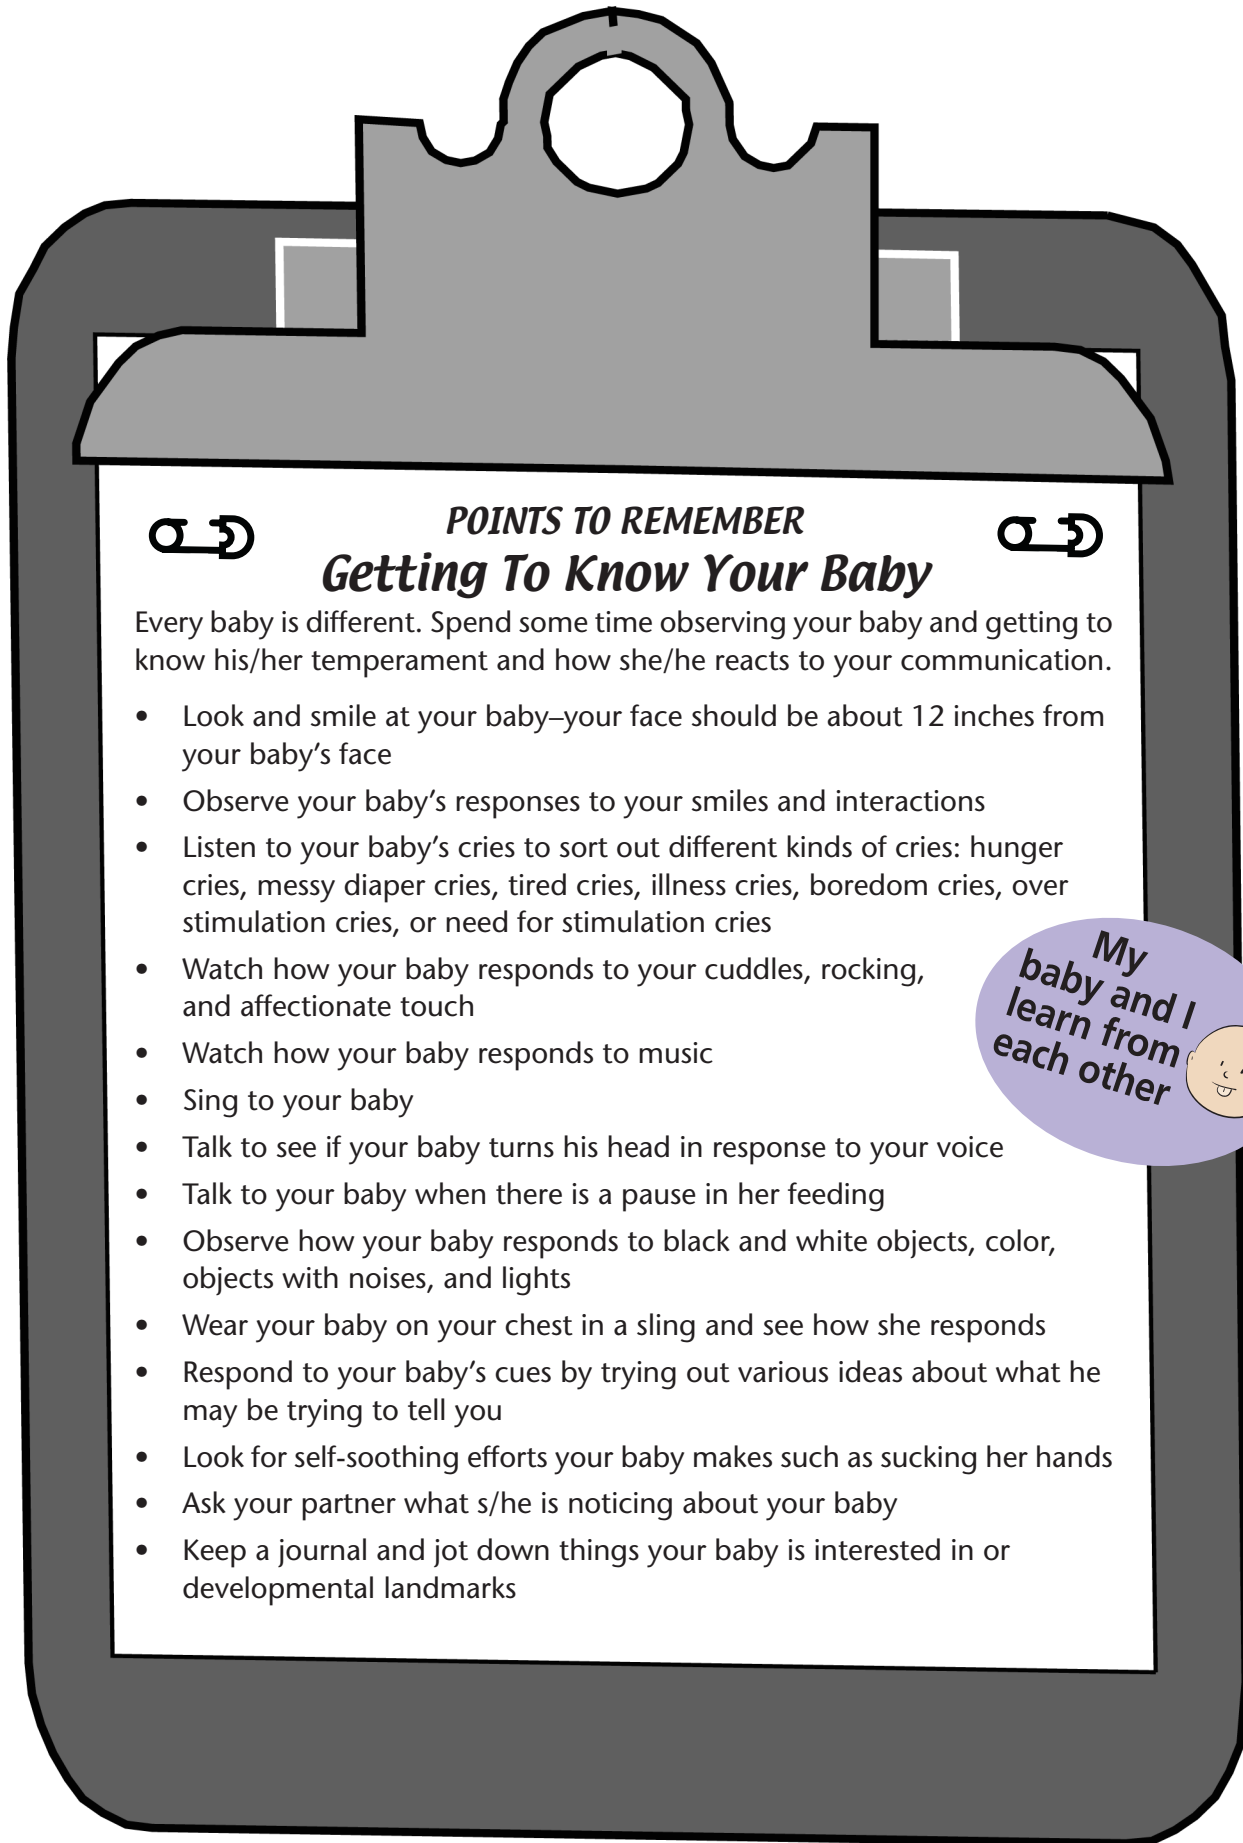 POINTS TO REMEMBER
Getting To Know Your Baby
Every baby is different. Spend some time observing your baby and getting to
know his/her temperament and how she/he reacts to your communication.
• Look and smile at your baby–your face should be about 12 inches from
your baby’s face
• Observe your baby’s responses to your smiles and interactions
• Listen to your baby’s cries to sort out different kinds of cries: hunger
cries, messy diaper cries, tired cries, illness cries, boredom cries, over
stimulation cries, or need for stimulation cries
• Watch how your baby responds to your cuddles, rocking,
and affectionate touch
• Watch how your baby responds to music
• Sing to your baby
• Talk to see if your baby turns his head in response to your voice
• Talk to your baby when there is a pause in her feeding
• Observe how your baby responds to black and white objects, color,
objects with noises, and lights
• Wear your baby on your chest in a sling and see how she responds
• Respond to your baby’s cues by trying out various ideas about what he
may be trying to tell you
• Look for self-soothing efforts your baby makes such as sucking her hands
• Ask your partner what s/he is noticing about your baby
• Keep a journal and jot down things your baby is interested in or
developmental landmarks
My
baby and I
learn from
each other